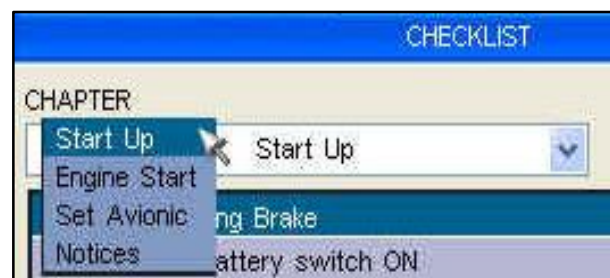 CHECKLIST
CHAPTER
Start Up
Engine Start
Set Avionic
Notices
Start Up
ng Brake
attery switch ON